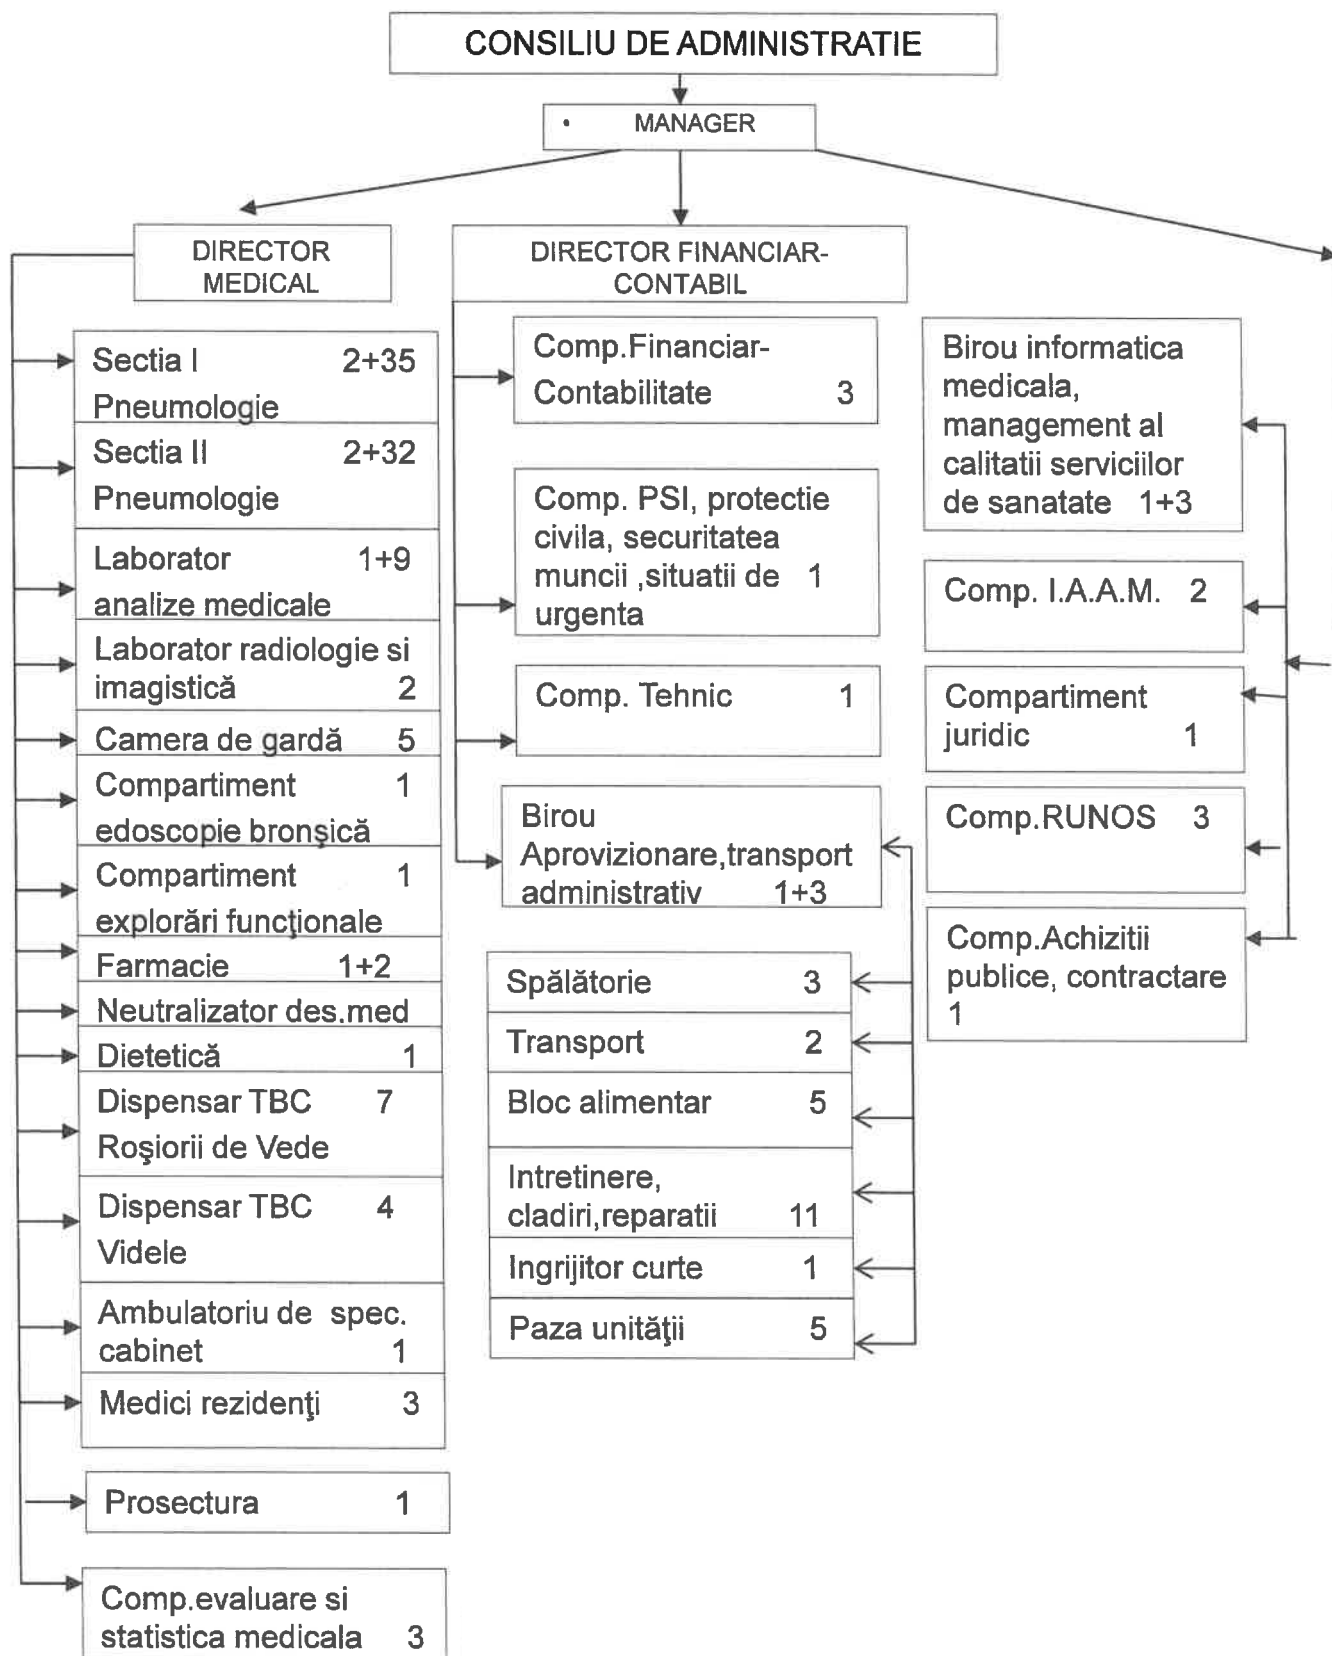 CONSILIU DE ADMINISTRATIE
• MANAGER
DIRECTOR
MEDICAL
DIRECTOR FINANCIAR-
CONTABIL
Sectia I 2+35
Pneumologie
Sectia II 2+32
Pneumologie
Laborator 1+9
analize medicale
Laborator radiologie si
imagistică 2
Camera de gardă 5
Compartiment 1
edoscopie bronşică
Compartiment 1
explorări funcţionale
Farmacie 1+2
Neutralizator des.med
Dietetică 1
Dispensar TBC 7
Roşiorii de Vede
Dispensar TBC 4
Videle
Ambulatoriu de spec.
cabinet 1
Medici rezidenţi 3
Prosectura 1
Comp.evaluare si
statistica medicala 3
Comp.Financiar-
Contabilitate 3
Comp. PSI, protectie
civila, securitatea
muncii ,situatii de 1
urgenta
Comp. Tehnic 1
Birou
Aprovizionare,transport
administrativ 1+3
Spălătorie 3
Transport 2
Bloc alimentar 5
Intretinere,
cladiri,reparatii 11
Ingrijitor curte 1
Paza unităţii 5
Birou informatica
medicala,
management al
calitatii serviciilor
de sanatate 1+3
Comp. I.A.A.M. 2
Compartiment
juridic 1
Comp.RUNOS 3
Comp.Achizitii
publice, contractare
1